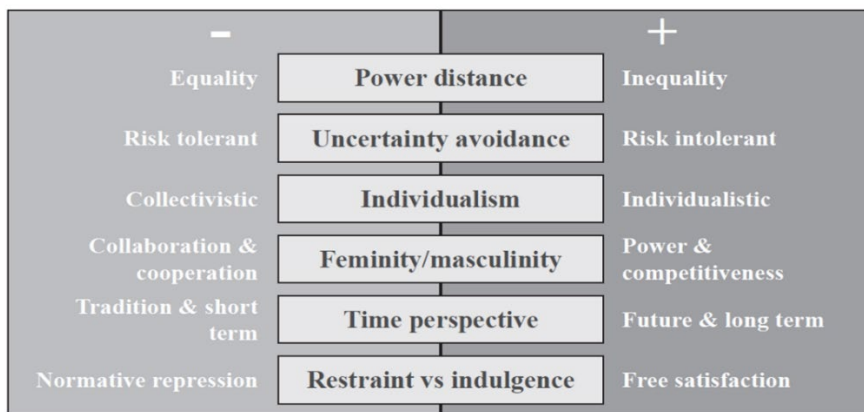 - +
Equality Power distance Inequality
Risk tolerant Uncertainty avoidance Risk intolerant
Collectivistic Individualism Individualistic
Collaboration &
cooperation
Feminity/masculinity
Power &
competitiveness
Tradition & short
term
Time perspective
Future & long term
Normative repression Restraint vs indulgence Free satisfaction